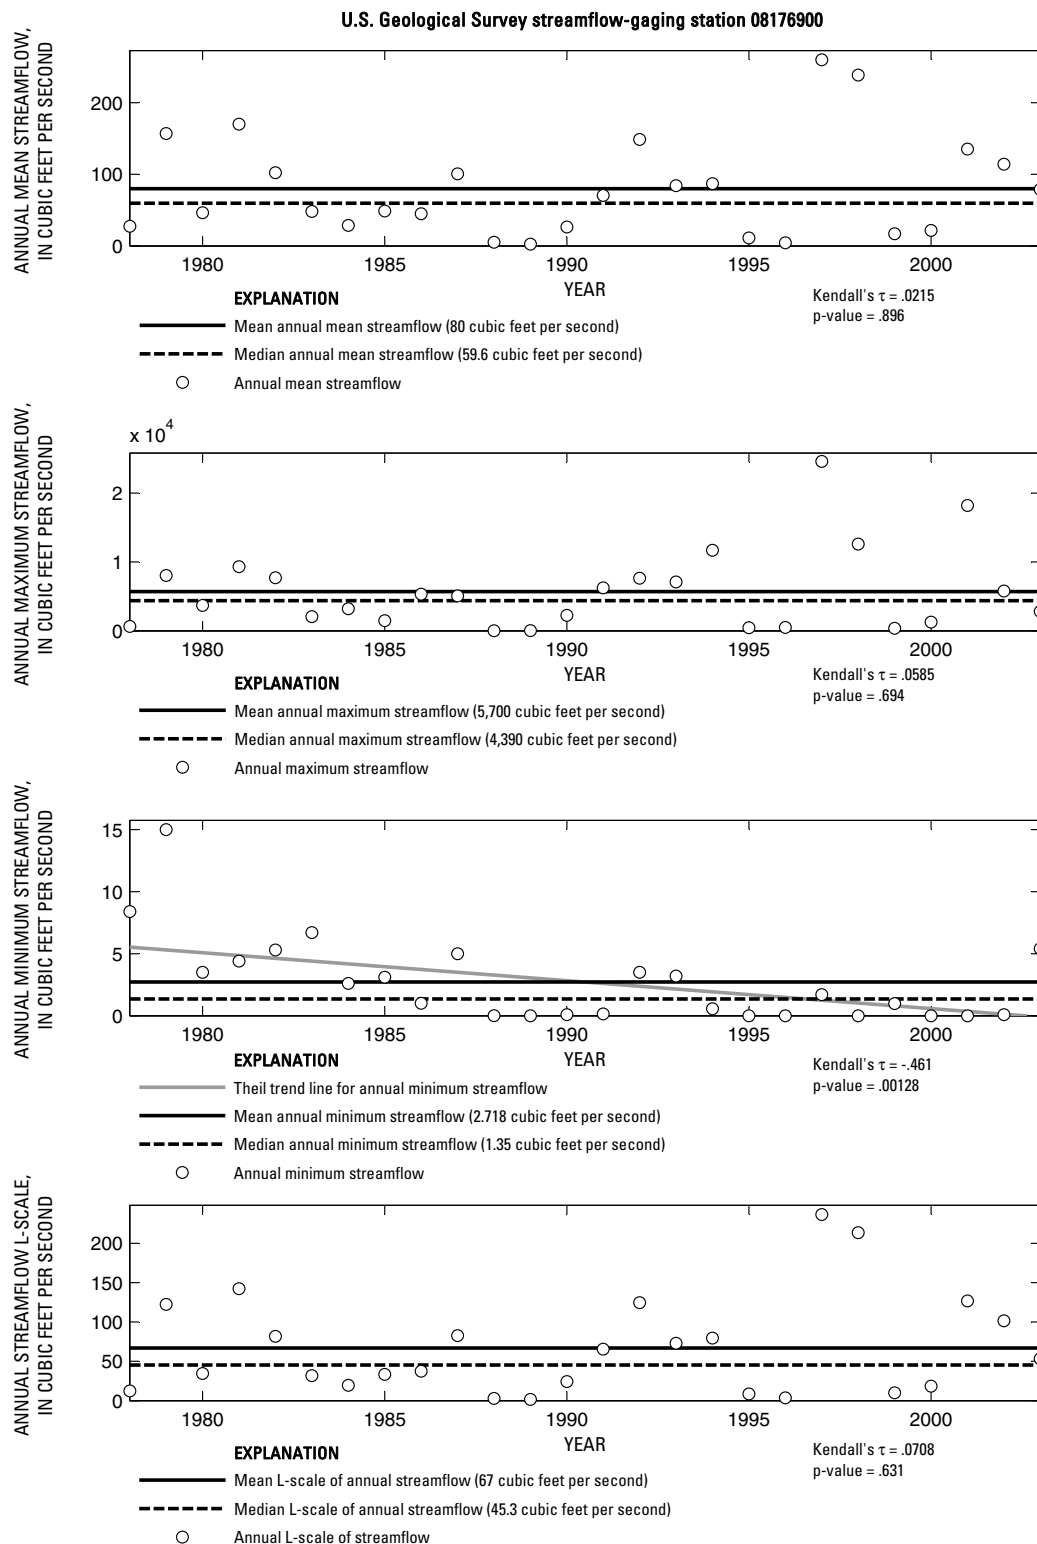 U.S. Geological Survey streamflow-gaging station 08176900
ANNUAL MEAN STREAMFLOW,
IN CUBIC FEET PER SECOND
200
100
0
1980 1985 1990 1995 2000
YEAR
Kendall's τ = .0215
p-value = .896
EXPLANATION
Mean annual mean streamflow (80 cubic feet per second)
Median annual mean streamflow (59.6 cubic feet per second)
Annual mean streamflow
ANNUAL MAXIMUM STREAMFLOW,
IN CUBIC FEET PER SECOND
x 10^4
2
1
0
1980 1985 1990 1995 2000
YEAR
Kendall's τ = .0585
p-value = .694
EXPLANATION
Mean annual maximum streamflow (5,700 cubic feet per second)
Median annual maximum streamflow (4,390 cubic feet per second)
Annual maximum streamflow
ANNUAL MINIMUM STREAMFLOW,
IN CUBIC FEET PER SECOND
15
10
5
0
1980 1985 1990 1995 2000
YEAR
Kendall's τ = -.461
p-value = .00128
EXPLANATION
Theil trend line for annual minimum streamflow
Mean annual minimum streamflow (2.718 cubic feet per second)
Median annual minimum streamflow (1.35 cubic feet per second)
Annual minimum streamflow
ANNUAL STREAMFLOW L-SCALE,
IN CUBIC FEET PER SECOND
200
150
100
50
0
1980 1985 1990 1995 2000
YEAR
Kendall's τ = .0708
p-value = .631
EXPLANATION
Mean L-scale of annual streamflow (67 cubic feet per second)
Median L-scale of annual streamflow (45.3 cubic feet per second)
Annual L-scale of streamflow